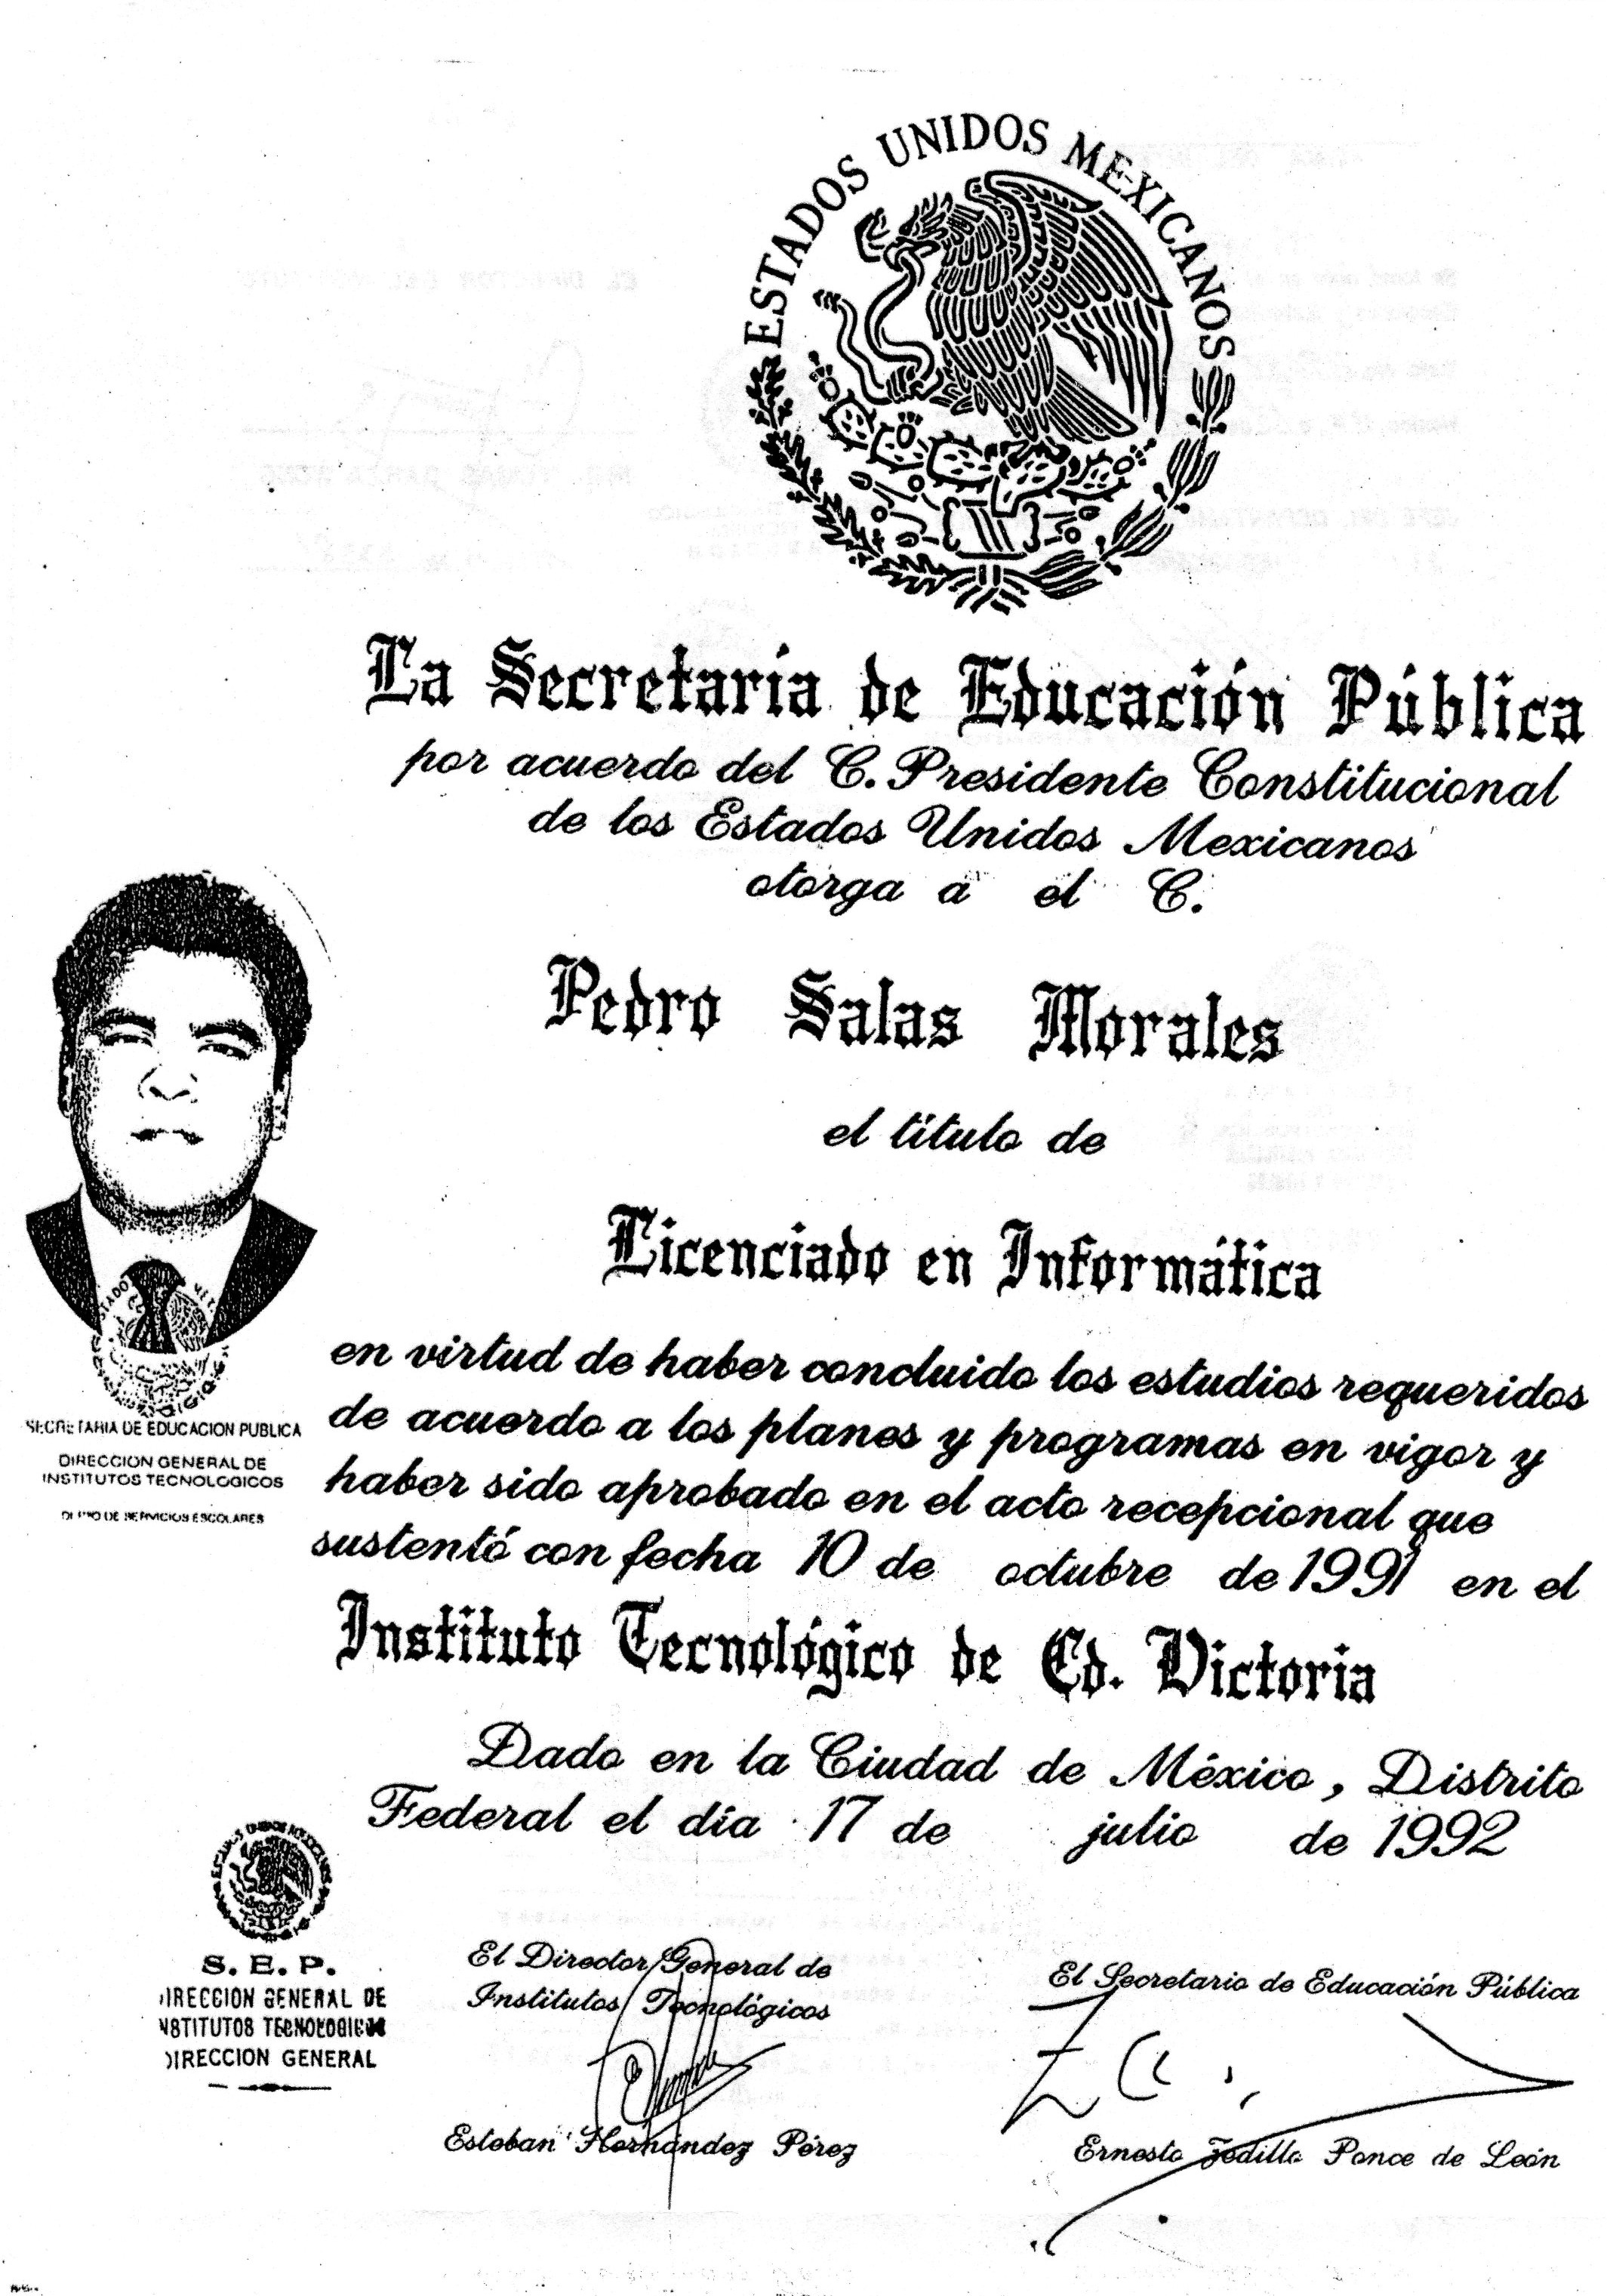 ESTADOS UNIDOS MEXICANOS
La Secretaría de Educación Pública
por acuerdo del C. Presidente Constitucional
de los Estados Unidos Mexicanos
otorga a el C.
Pedro Salas Morales
el título de
Licenciado en Informática
en virtud de haber concluido los estudios requeridos
de acuerdo a los planes y programas en vigor y
haber sido aprobado en el acto recepcional que
sustentó con fecha 10 de octubre de 1991 en el
Instituto Tecnológico de Cd. Victoria
Dado en la Ciudad de México, Distrito
Federal el día 17 de julio de 1992
SECRETARIA DE EDUCACION PUBLICA
DIRECCION GENERAL DE
INSTITUTOS TECNOLOGICOS
DE SERVICIOS ESCOLARES
S. E. P.
DIRECCION GENERAL DE
INSTITUTOS TECNOLOGICOS
DIRECCION GENERAL
El Director General de
Institutos Tecnológicos
Esteban Hernández Pérez
El Secretario de Educación Pública
Ernesto Zedillo Ponce de León